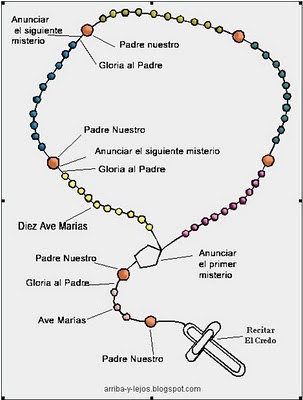 Anunciar
el siguiente
misterio
Padre nuestro
Gloria al Padre
Padre Nuestro
Anunciar el siguiente misterio
Gloria al Padre
Diez Ave Marías
Padre Nuestro
Anunciar
el primer
misterio
Gloria al Padre
Ave Marías
Recitar
El Credo
Padre Nuestro
arriba-y-lejos.blogspot.com